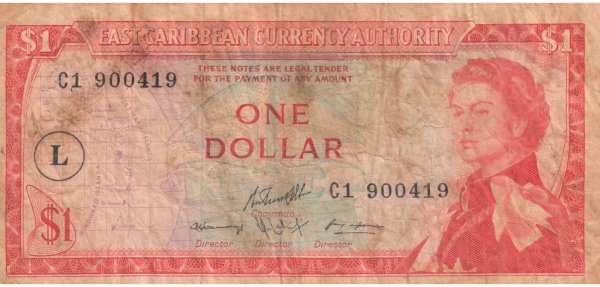 EAST CARIBBEAN CURRENCY AUTHORITY
$1 $1
THESE NOTES ARE LEGAL TENDER
FOR THE PAYMENT OF ANY AMOUNT
C1 900419
ONE
DOLLAR
L
C1 900419
Chairman
$1
Director Director Director